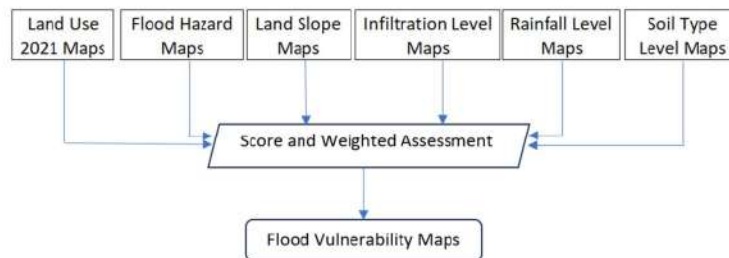 Land Use
2021 Maps
Flood Hazard
Maps
Land Slope
Maps
Infiltration Level
Maps
Rainfall Level
Maps
Soil Type
Level Maps
Score and Weighted Assessment
Flood Vulnerability Maps